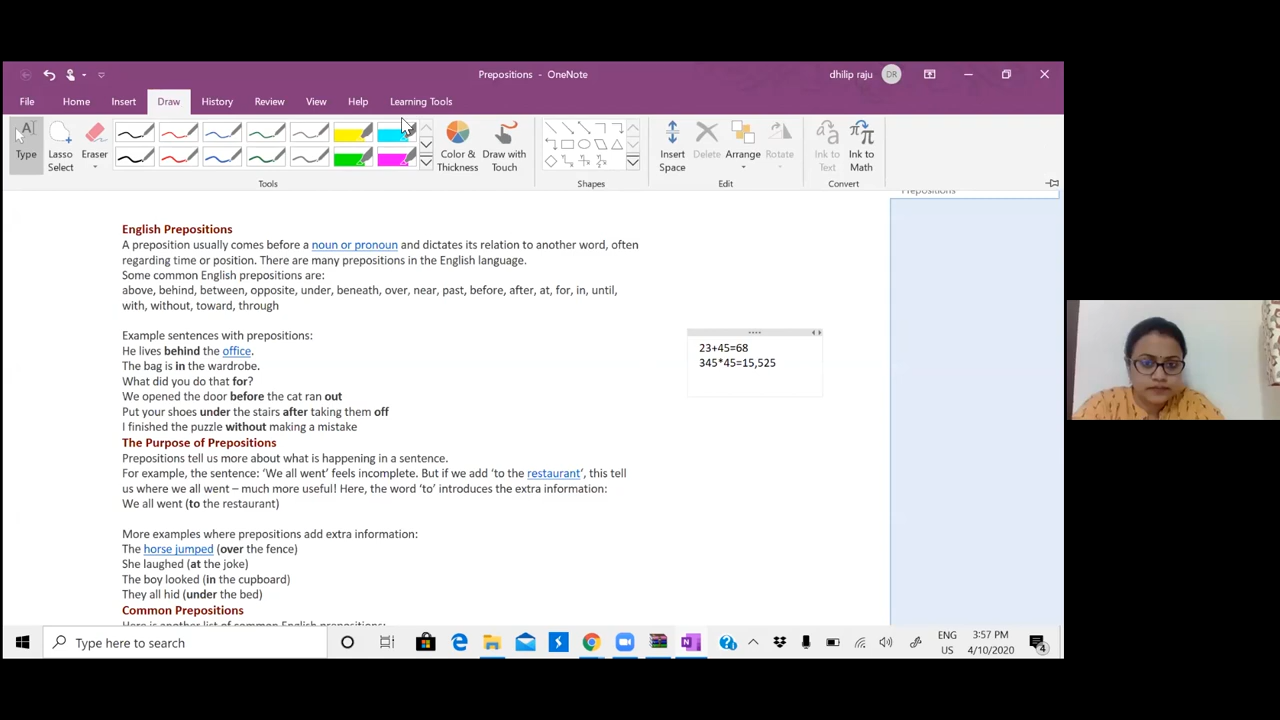 Prepositions - OneNote
dhilip raju DR
File Home Insert Draw History Review View Help Learning Tools
Type
Lasso Select
Eraser
Color & Thickness
Draw with Touch
Insert Space
Delete
Arrange
Rotate
Ink to Text
Ink to Math
Tools Shapes Edit Convert
Prepositions
English Prepositions
A preposition usually comes before a noun or pronoun and dictates its relation to another word, often
regarding time or position. There are many prepositions in the English language.
Some common English prepositions are:
above, behind, between, opposite, under, beneath, over, near, past, before, after, at, for, in, until,
with, without, toward, through
Example sentences with prepositions:
He lives behind the office.
The bag is in the wardrobe.
What did you do that for?
We opened the door before the cat ran out
Put your shoes under the stairs after taking them off
I finished the puzzle without making a mistake
23+45=68
345*45=15,525
The Purpose of Prepositions
Prepositions tell us more about what is happening in a sentence.
For example, the sentence: ‘We all went’ feels incomplete. But if we add ‘to the restaurant‘, this tell
us where we all went – much more useful! Here, the word ‘to’ introduces the extra information:
We all went (to the restaurant)
More examples where prepositions add extra information:
The horse jumped (over the fence)
She laughed (at the joke)
The boy looked (in the cupboard)
They all hid (under the bed)
Common Prepositions
Here is another list of common English prepositions:
Type here to search
ENG
US
3:57 PM
4/10/2020
4